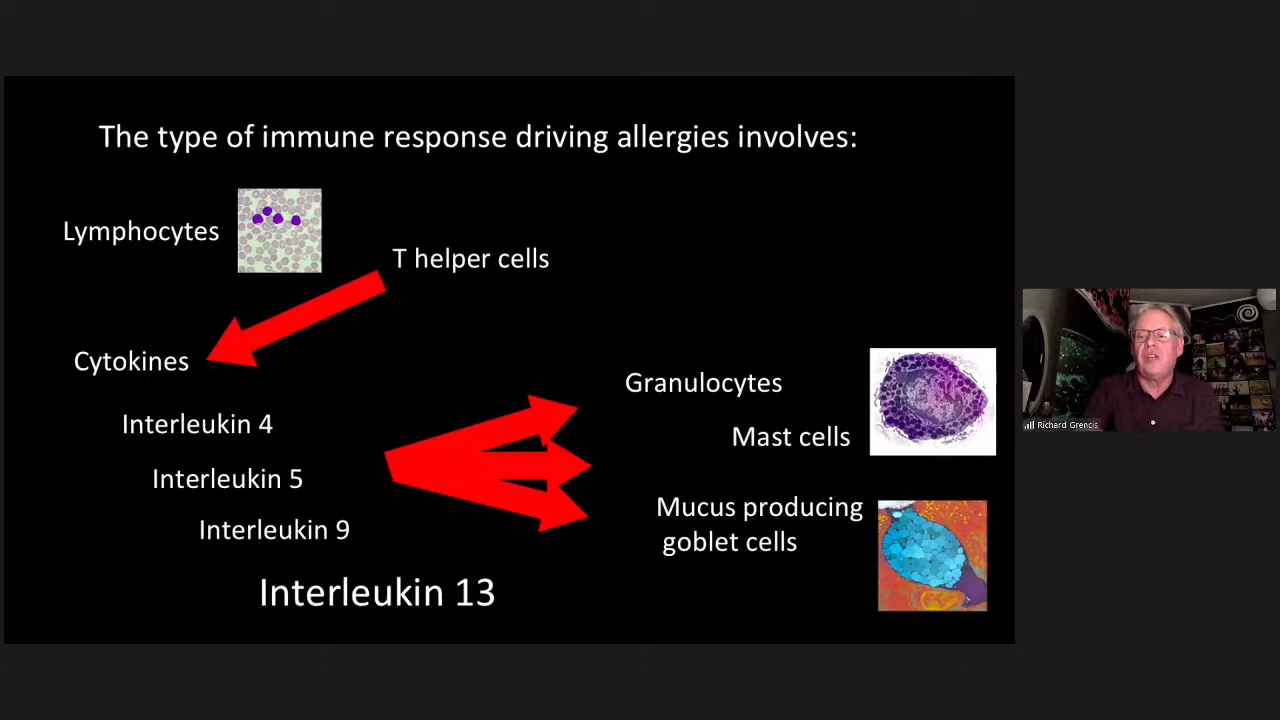 The type of immune response driving allergies involves:
Lymphocytes
T helper cells
Cytokines
Interleukin 4
Interleukin 5
Interleukin 9
Interleukin 13
Granulocytes
Mast cells
Mucus producing
goblet cells
Richard Grencis